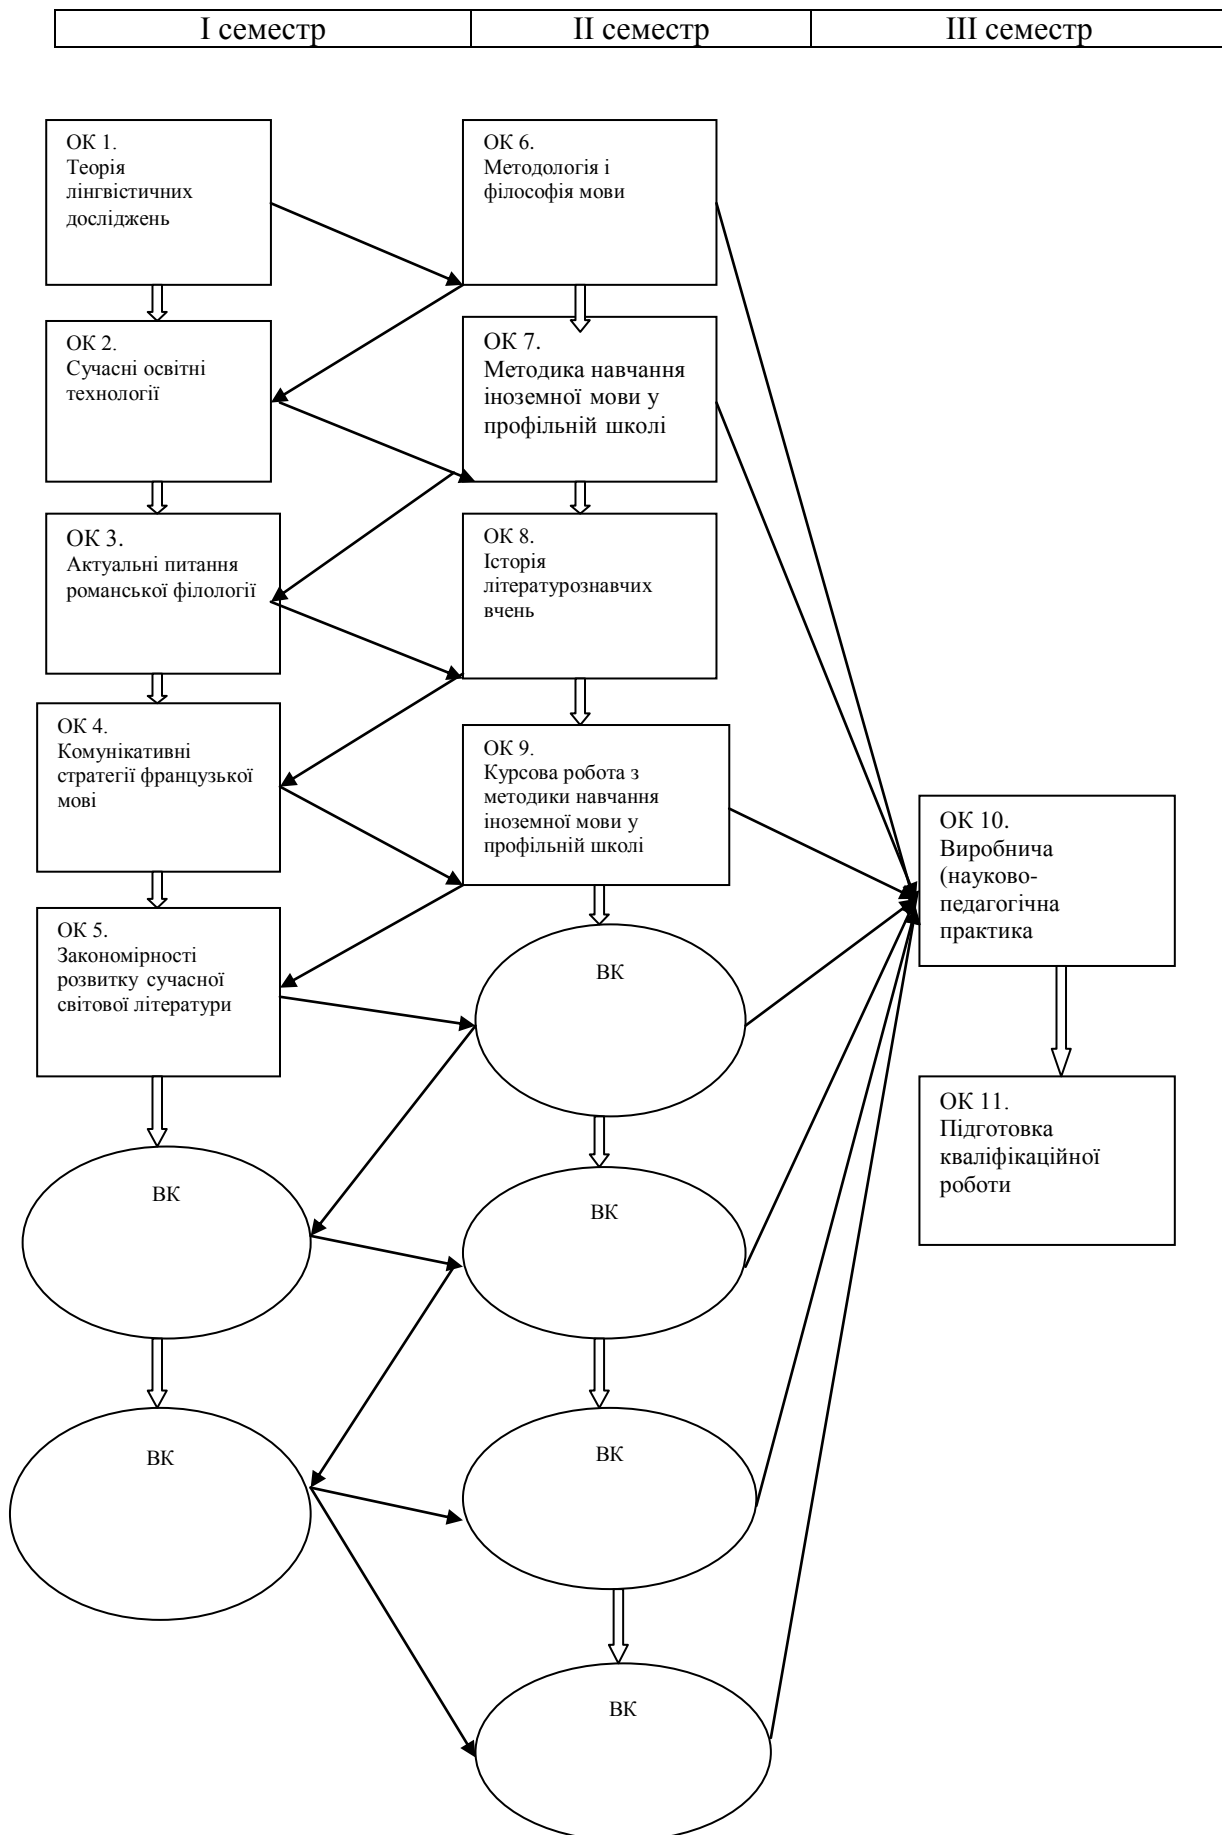 І семестр
ІІ семестр
ІІІ семестр
ОК 1.
Теорія
лінгвістичних
досліджень
ОК 2.
Сучасні освітні
технології
ОК 3.
Актуальні питання
романської філології
ОК 4.
Комунікативні
стратегії французької
мові
ОК 5.
Закономірності
розвитку сучасної
світової літератури
ВК
ВК
ОК 6.
Методологія і
філософія мови
ОК 7.
Методика навчання
іноземної мови у
профільній школі
ОК 8.
Історія
літературознавчих
вчень
ОК 9.
Курсова робота з
методики навчання
іноземної мови у
профільній школі
ВК
ВК
ВК
ВК
ОК 10.
Виробнича
(науково-
педагогічна
практика
ОК 11.
Підготовка
кваліфікаційної
роботи